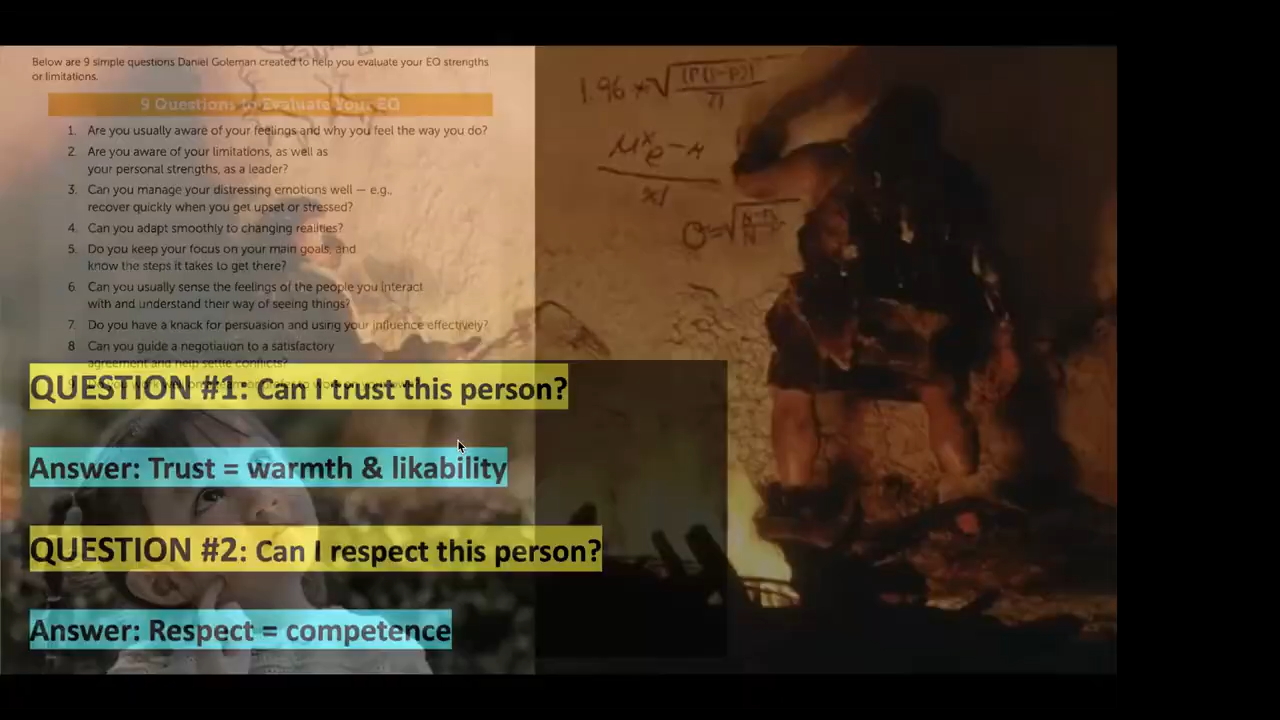 Below are 9 simple questions Daniel Goleman created to help you evaluate your EQ strengths
or limitations.
9 Questions to Evaluate Your EQ
1. Are you usually aware of your feelings and why you feel the way you do?
2. Are you aware of your limitations, as well as
your personal strengths, as a leader?
3. Can you manage your distressing emotions well — e.g.,
recover quickly when you get upset or stressed?
4. Can you adapt smoothly to changing realities?
5. Do you keep your focus on your main goals, and
know the steps it takes to get there?
6. Can you usually sense the feelings of the people you interact
with and understand their way of seeing things?
7. Do you have a knack for persuasion and using your influence effectively?
8 Can you guide a negotiation to a satisfactory
agreement and help settle conflicts?
QUESTION #1: Can I trust this person?
Answer: Trust = warmth & likability
QUESTION #2: Can I respect this person?
Answer: Respect = competence
1.96